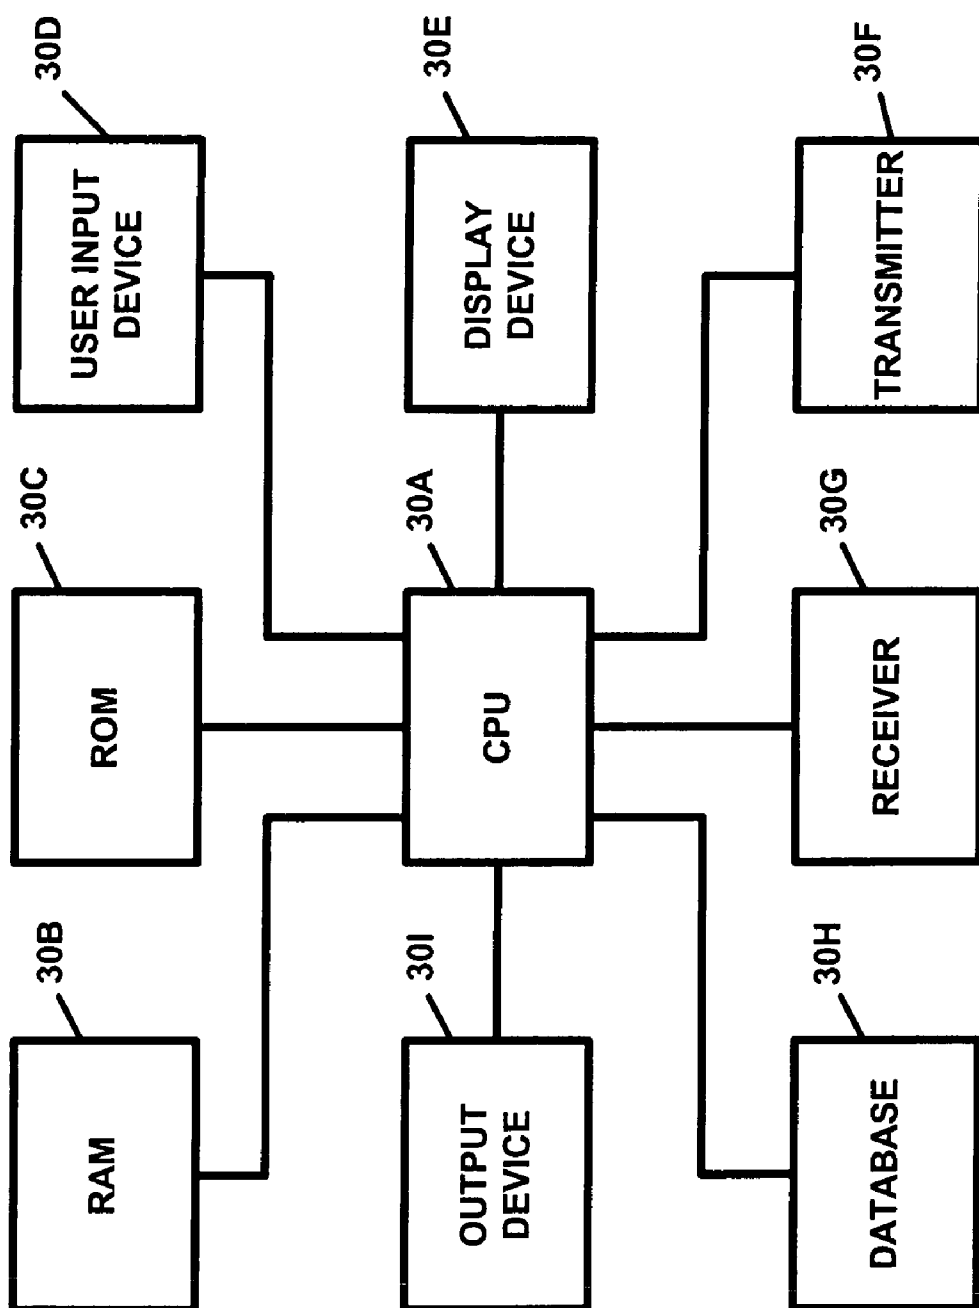 30B
RAM
30C
ROM
30D
USER INPUT
DEVICE
30I
OUTPUT
DEVICE
30A
CPU
30E
DISPLAY
DEVICE
30H
DATABASE
30G
RECEIVER
30F
TRANSMITTER